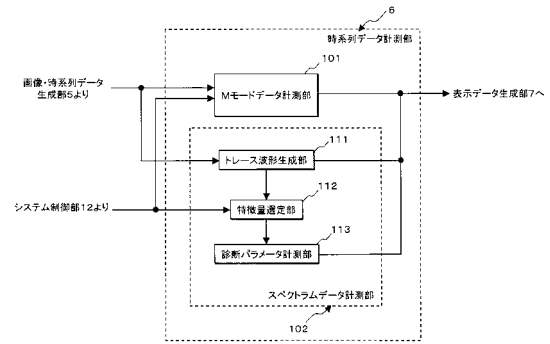 6
時系列データ計測部
101
画像・時系列データ
生成部5より
Mモードデータ計測部
表示データ生成部7へ
111
トレース波形生成部
112
システム制御部12より
特徴量選定部
113
診断パラメータ計測部
スペクトラムデータ計測部
102